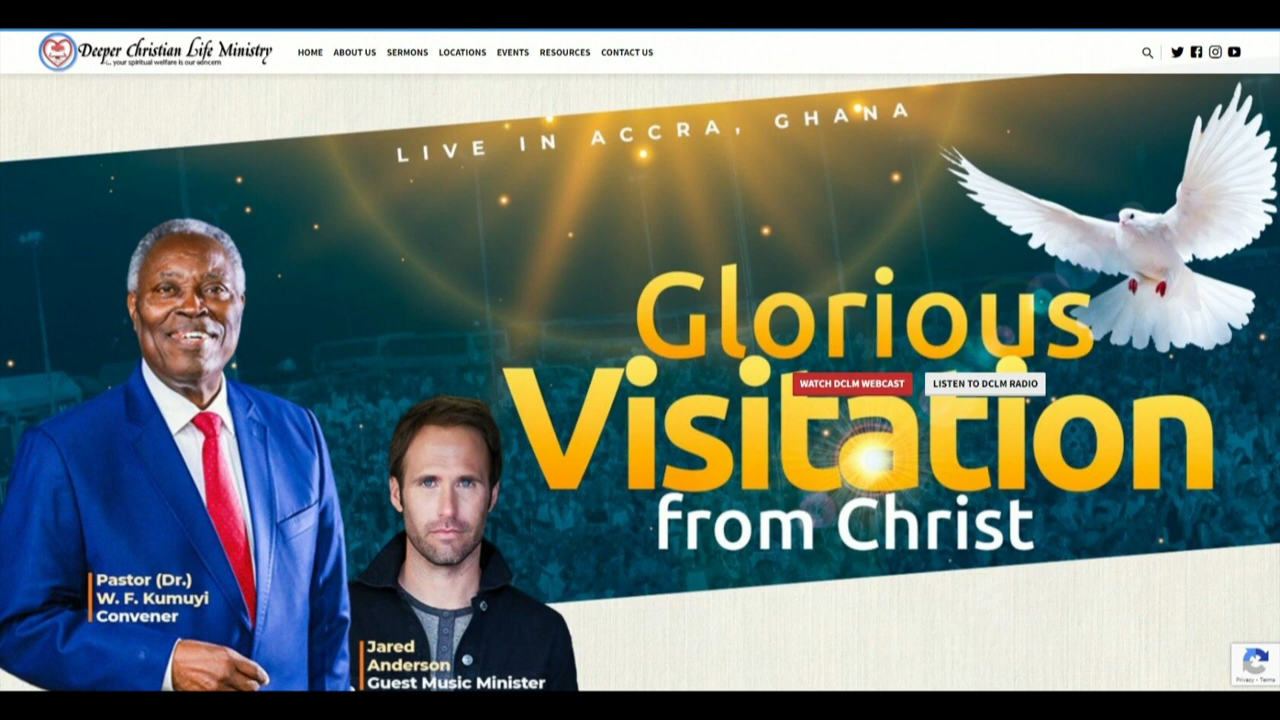 Deeper Christian Life Ministry
... your spiritual welfare is our concern
HOME ABOUT US SERMONS LOCATIONS EVENTS RESOURCES CONTACT US
LIVE IN ACCRA, GHANA
Glorious
Visitation
WATCH DCLM WEBCAST LISTEN TO DCLM RADIO
from Christ
Pastor (Dr.)
W. F. Kumuyi
Convener
Jared
Anderson
Guest Music Minister
Privacy - Terms